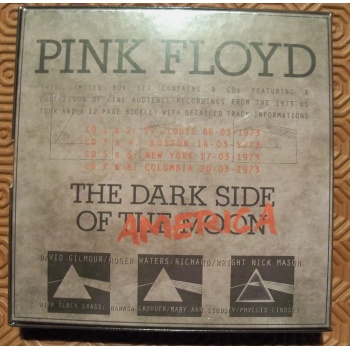 PINK FLOYD
THIS LIMITED BOX SET CONTAINS 8 CDs FEATURING A
COLLECTION OF FINE AUDIENCE RECORDINGS FROM THE 1973 US
TOUR AND A 12 PAGE BOOKLET WITH DETAILED TRACK INFORMATIONS
CD 1 & 2: ST. LOUIS 06-03-1973
CD 3 & 4: BOSTON 14-03-1973
CD 5 & 6: NEW YORK 17-03-1973
CD 7 & 8: COLUMBIA 20-03-1973
THE DARK SIDE
OF THE MOON
AMERICA
DAVID GILMOUR/ROGER WATERS/RICHARD/WRIGHT NICK MASON